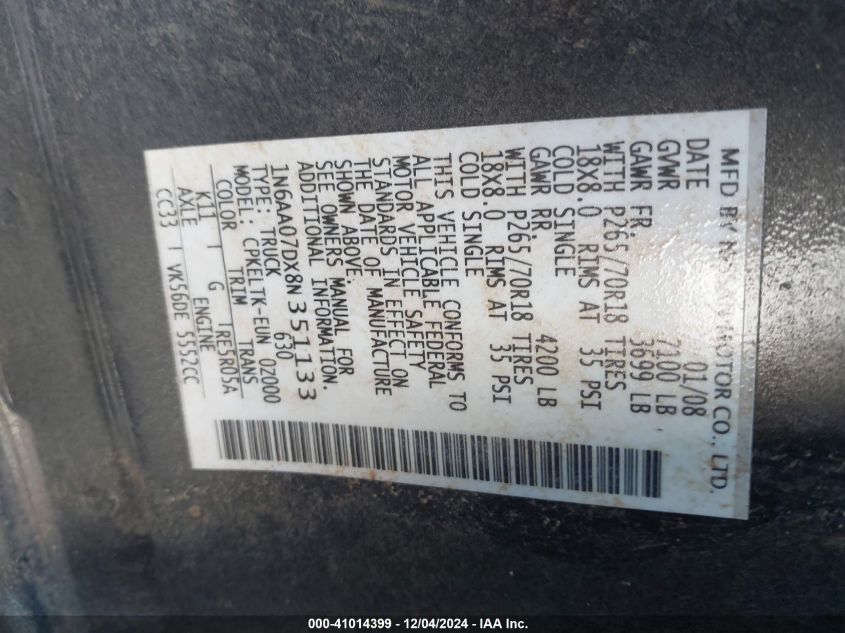 MFD BY NISSAN MOTOR CO., LTD.
DATE 01/08
GVWR 7100 LB
GAWR FR. 3699 LB
WITH P265/70R18 TIRES
18X8.0 RIMS AT 35 PSI
COLD SINGLE
GAWR RR. 4200 LB
WITH P265/70R18 TIRES
18X8.0 RIMS AT 35 PSI
COLD SINGLE
THIS VEHICLE CONFORMS TO
ALL APPLICABLE FEDERAL
MOTOR VEHICLE SAFETY
STANDARDS IN EFFECT ON
THE DATE OF MANUFACTURE
SHOWN ABOVE.
SEE OWNERS MANUAL FOR
ADDITIONAL INFORMATION.
1N6AA07DX8N351133
TYPE: TRUCK 630
MODEL: CPKELTK-EUN 02000
COLOR TRIM TRANS
K11 | G |RE5R05A
AXLE ENGINE
CC33 | VK56DE 5552CC
000-41014399 - 12/04/2024 - IAA Inc.